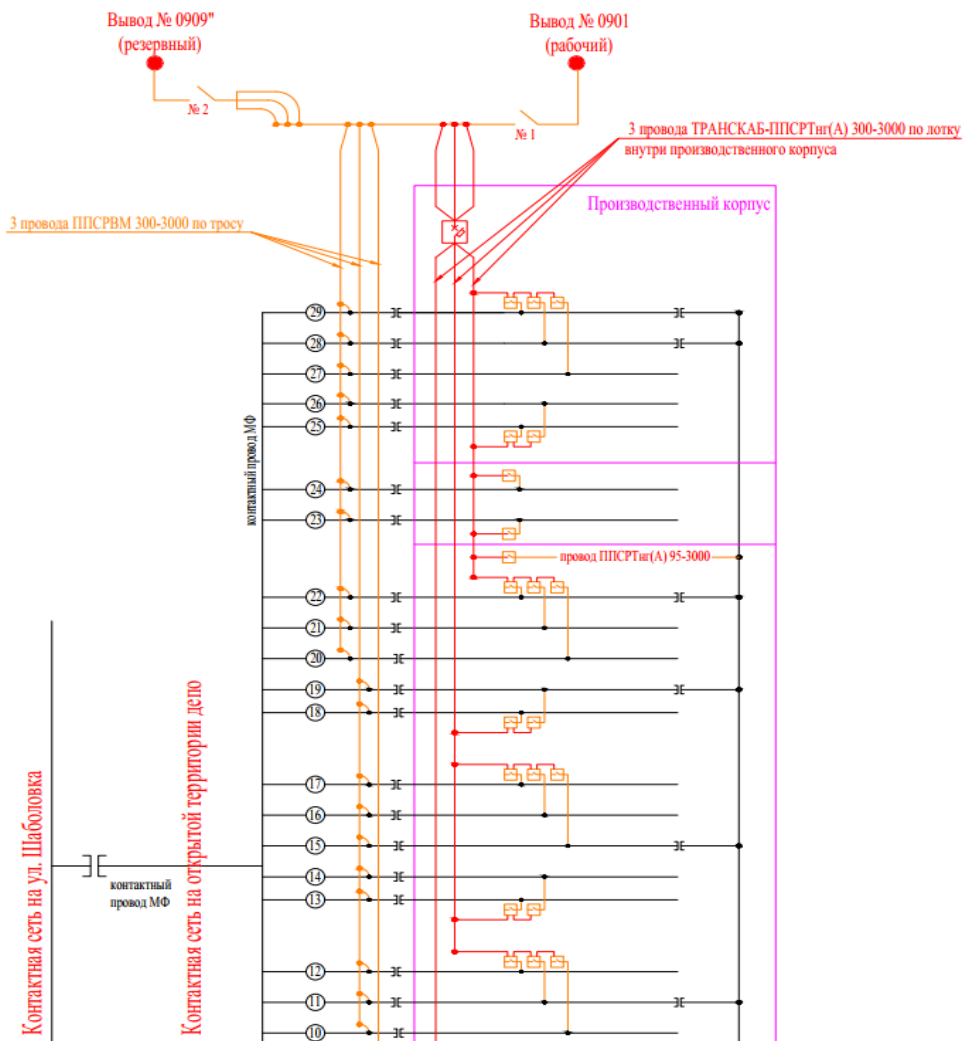 Вывод № 0909"
(резервный)
Вывод № 0901
(рабочий)
№ 2
№ 1
3 провода ТРАНСКАБ-ППСРТнг(А) 300-3000 по лотку
внутри производственного корпуса
Производственный корпус
3 провода ППСРВМ 300-3000 по тросу
29
28
27
26
25
контактный провод МФ
24
23
провод ППСРТнг(А) 95-3000
22
21
20
19
18
17
16
15
14
13
12
11
10
Контактная сеть на ул. Шаболовка
контактный
провод МФ
Контактная сеть на открытой территории депо